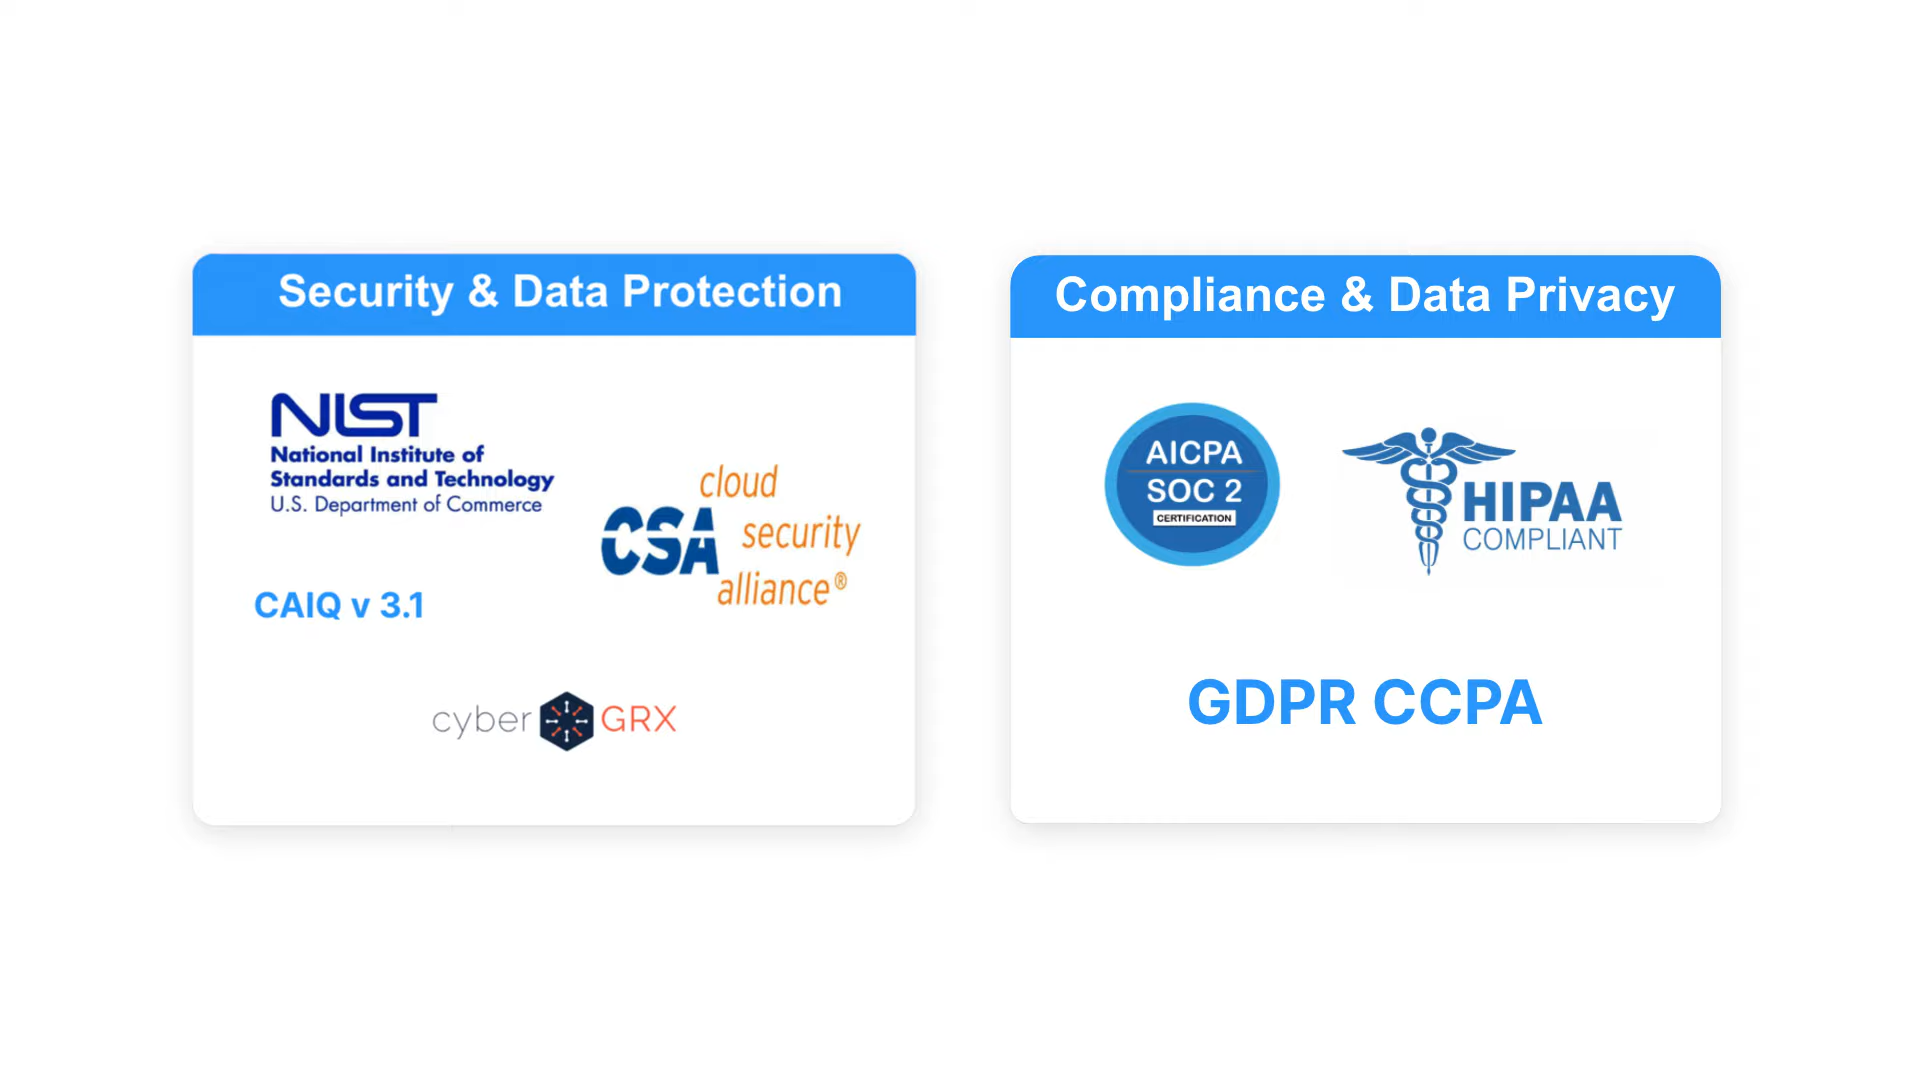 Security & Data Protection
NIST
National Institute of
Standards and Technology
U.S. Department of Commerce
cloud
CSA security
alliance®
CAIQ v 3.1
cyber GRX
Compliance & Data Privacy
AICPA
SOC 2
CERTIFICATION
HIPAA
COMPLIANT
GDPR CCPA